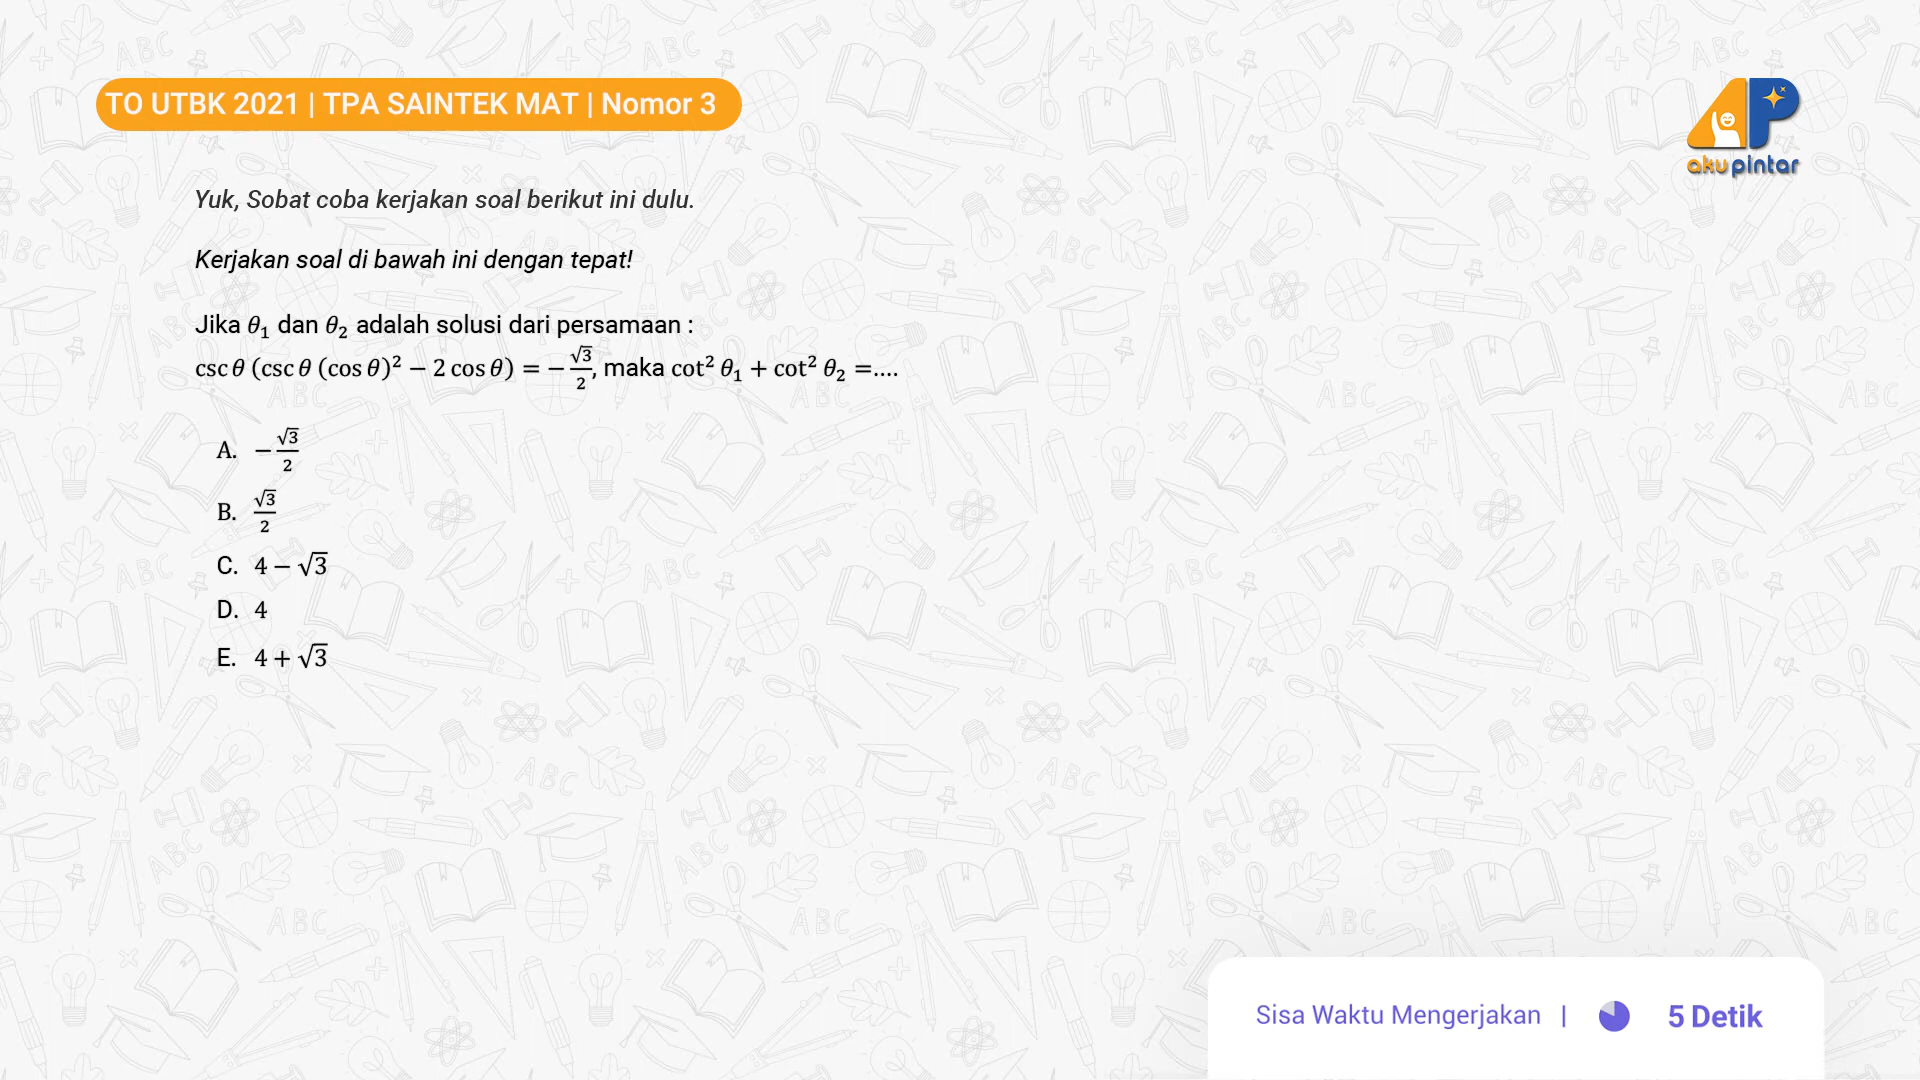 TO UTBK 2021 | TPA SAINTEK MAT | Nomor 3
aku pintar
Yuk, Sobat coba kerjakan soal berikut ini dulu.
Kerjakan soal di bawah ini dengan tepat!
Jika θ₁ dan θ₂ adalah solusi dari persamaan :
csc θ (csc θ (cos θ)² − 2 cos θ) = −√3/2, maka cot² θ₁ + cot² θ₂ =....
A. −√3/2
B. √3/2
C. 4 − √3
D. 4
E. 4 + √3
Sisa Waktu Mengerjakan | 5 Detik